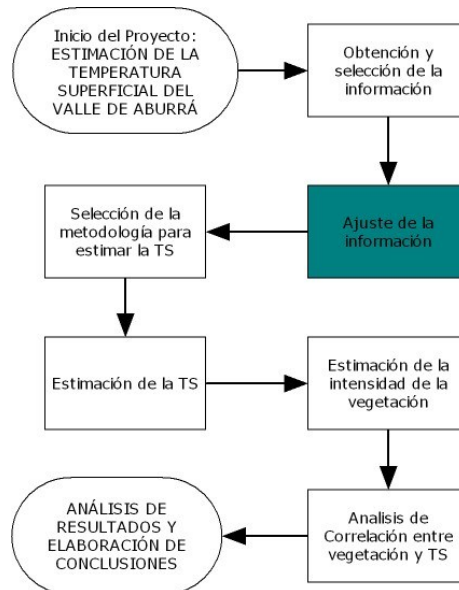 Inicio del Proyecto:
ESTIMACIÓN DE LA
TEMPERATURA
SUPERFICIAL DEL
VALLE DE ABURRÁ
Obtención y
selección de la
información
Ajuste de la
información
Selección de la
metodología para
estimar la TS
Estimación de la TS
Estimación de la
intensidad de la
vegetación
Analisis de
Correlación entre
vegetación y TS
ANÁLISIS DE
RESULTADOS Y
ELABORACIÓN DE
CONCLUSIONES